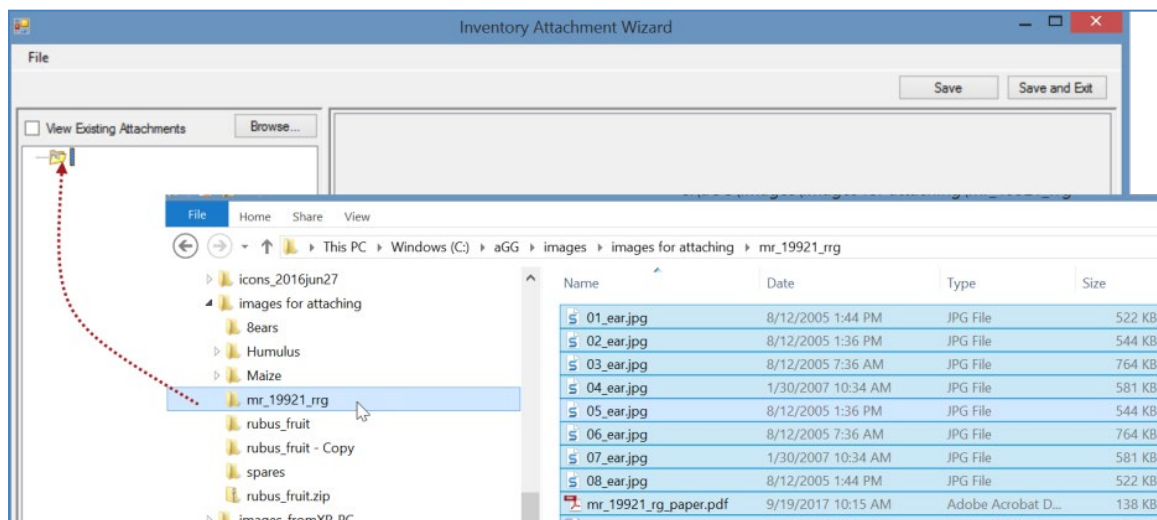 Inventory Attachment Wizard
File
Save Save and Exit
View Existing Attachments Browse...
File Home Share View
This PC Windows (C:) aGG images images for attaching mr_19921_rrg
icons_2016jun27
images for attaching
8ears
Humulus
Maize
mr_19921_rrg
rubus_fruit
rubus_fruit - Copy
spares
rubus_fruit.zip
Name Date Type Size
01_ear.jpg 8/12/2005 1:44 PM JPG File 522 KB
02_ear.jpg 8/12/2005 1:36 PM JPG File 544 KB
03_ear.jpg 8/12/2005 7:36 AM JPG File 764 KB
04_ear.jpg 1/30/2007 10:34 AM JPG File 581 KB
05_ear.jpg 8/12/2005 1:36 PM JPG File 544 KB
06_ear.jpg 8/12/2005 7:36 AM JPG File 764 KB
07_ear.jpg 1/30/2007 10:34 AM JPG File 581 KB
08_ear.jpg 8/12/2005 1:44 PM JPG File 522 KB
mr_19921_rg_paper.pdf 9/19/2017 10:15 AM Adobe Acrobat D... 138 KB